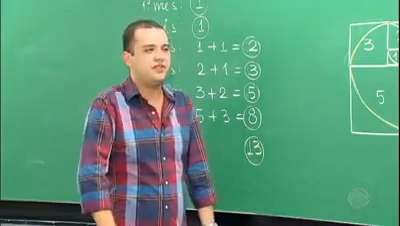 1º mês: 1
1
1 + 1 = 2
2 + 1 = 3
3 + 2 = 5
5 + 3 = 8
13
3
5